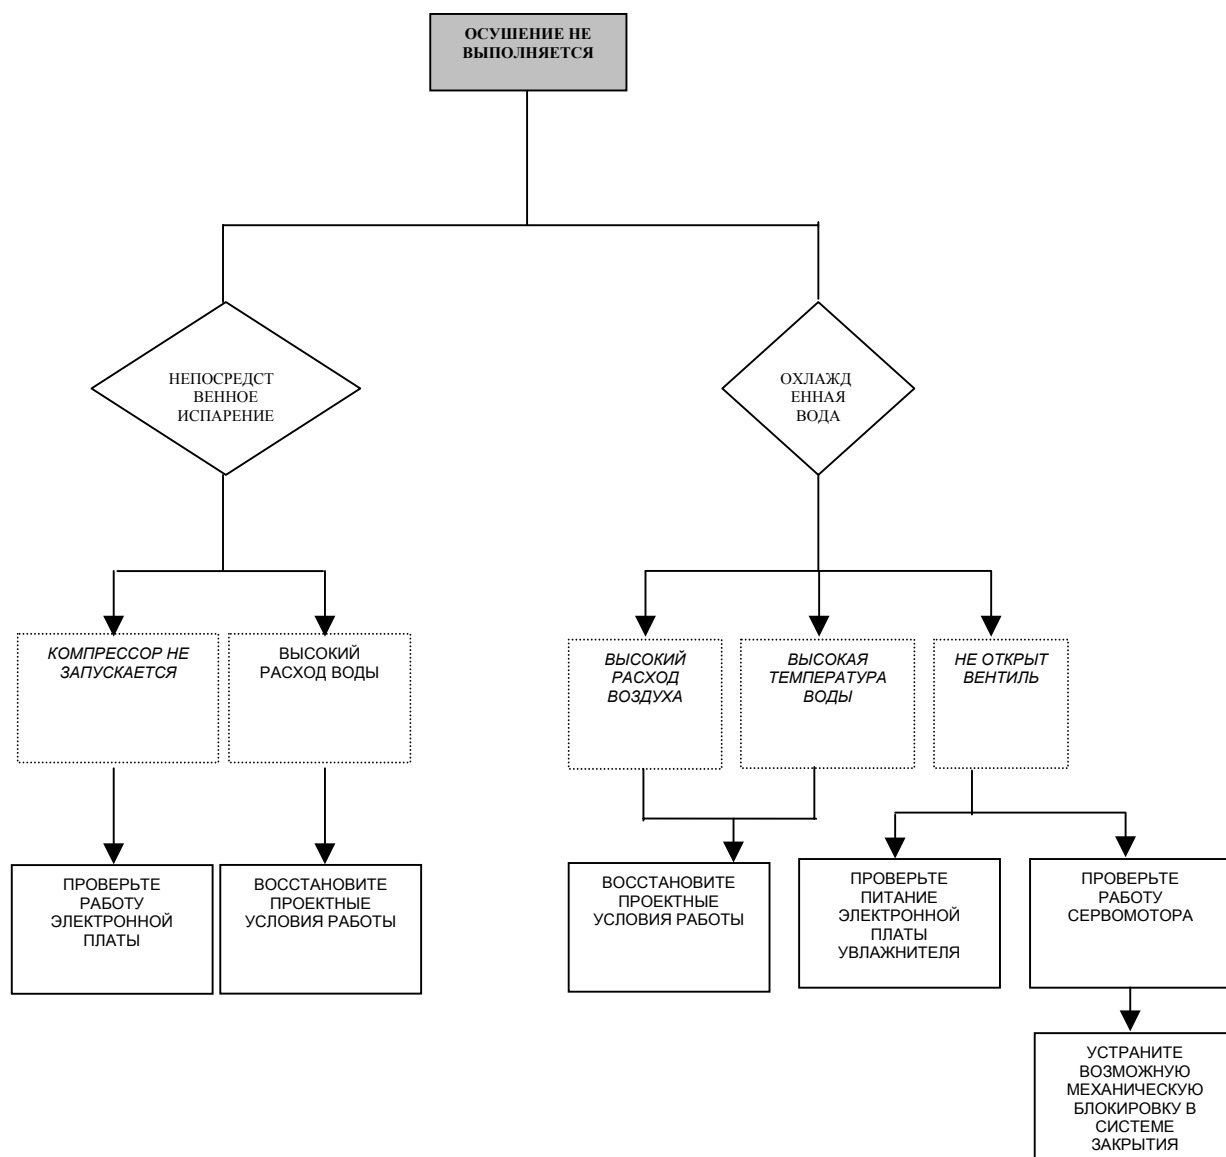 ОСУШЕНИЕ НЕ
ВЫПОЛНЯЕТСЯ
НЕПОСРЕДСТ
ВЕННОЕ
ИСПАРЕНИЕ
ОХЛАЖД
ЕННАЯ
ВОДА
КОМПРЕССОР НЕ
ЗАПУСКАЕТСЯ
ВЫСОКИЙ
РАСХОД ВОДЫ
ВЫСОКИЙ
РАСХОД
ВОЗДУХА
ВЫСОКАЯ
ТЕМПЕРАТУРА
ВОДЫ
НЕ ОТКРЫТ
ВЕНТИЛЬ
ПРОВЕРЬТЕ
РАБОТУ
ЭЛЕКТРОННОЙ
ПЛАТЫ
ВОССТАНОВИТЕ
ПРОЕКТНЫЕ
УСЛОВИЯ РАБОТЫ
ВОССТАНОВИТЕ
ПРОЕКТНЫЕ
УСЛОВИЯ РАБОТЫ
ПРОВЕРЬТЕ
ПИТАНИЕ
ЭЛЕКТРОННОЙ
ПЛАТЫ
УВЛАЖНИТЕЛЯ
ПРОВЕРЬТЕ
РАБОТУ
СЕРВОМОТОРА
УСТРАНИТЕ
ВОЗМОЖНУЮ
МЕХАНИЧЕСКУЮ
БЛОКИРОВКУ В
СИСТЕМЕ
ЗАКРЫТИЯ